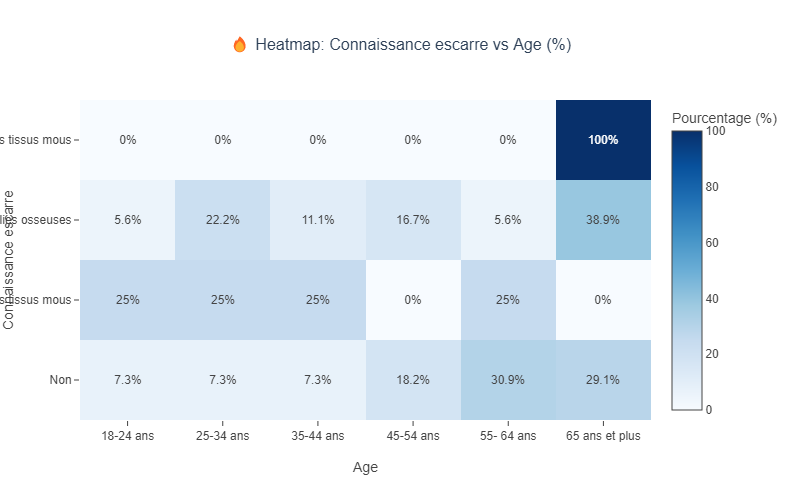 🔥 Heatmap: Connaissance escarre vs Age (%)
Pourcentage (%)
100
80
60
40
20
0
Connaissance escarre
s tissus mous
0%
0%
0%
0%
0%
100%
osseuses
5.6%
22.2%
11.1%
16.7%
5.6%
38.9%
s tissus mous
25%
25%
25%
0%
25%
0%
Non
7.3%
7.3%
7.3%
18.2%
30.9%
29.1%
18-24 ans
25-34 ans
35-44 ans
45-54 ans
55- 64 ans
65 ans et plus
Age